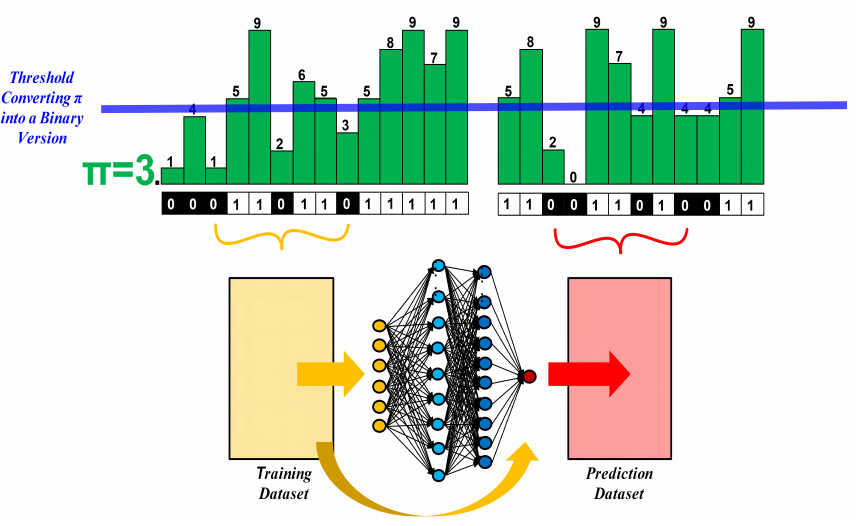 9 9 9 9 9 9
8 8
7 7
6
5 5 5 5 5
4 4 4 4
3
2 2
1 1 0
Threshold
Converting π
into a Binary
Version
π=3.
0 0 0 1 1 0 1 1 0 1 1 1 1 1
1 1 0 0 1 1 0 1 0 0 1 1
Training
Dataset
Prediction
Dataset